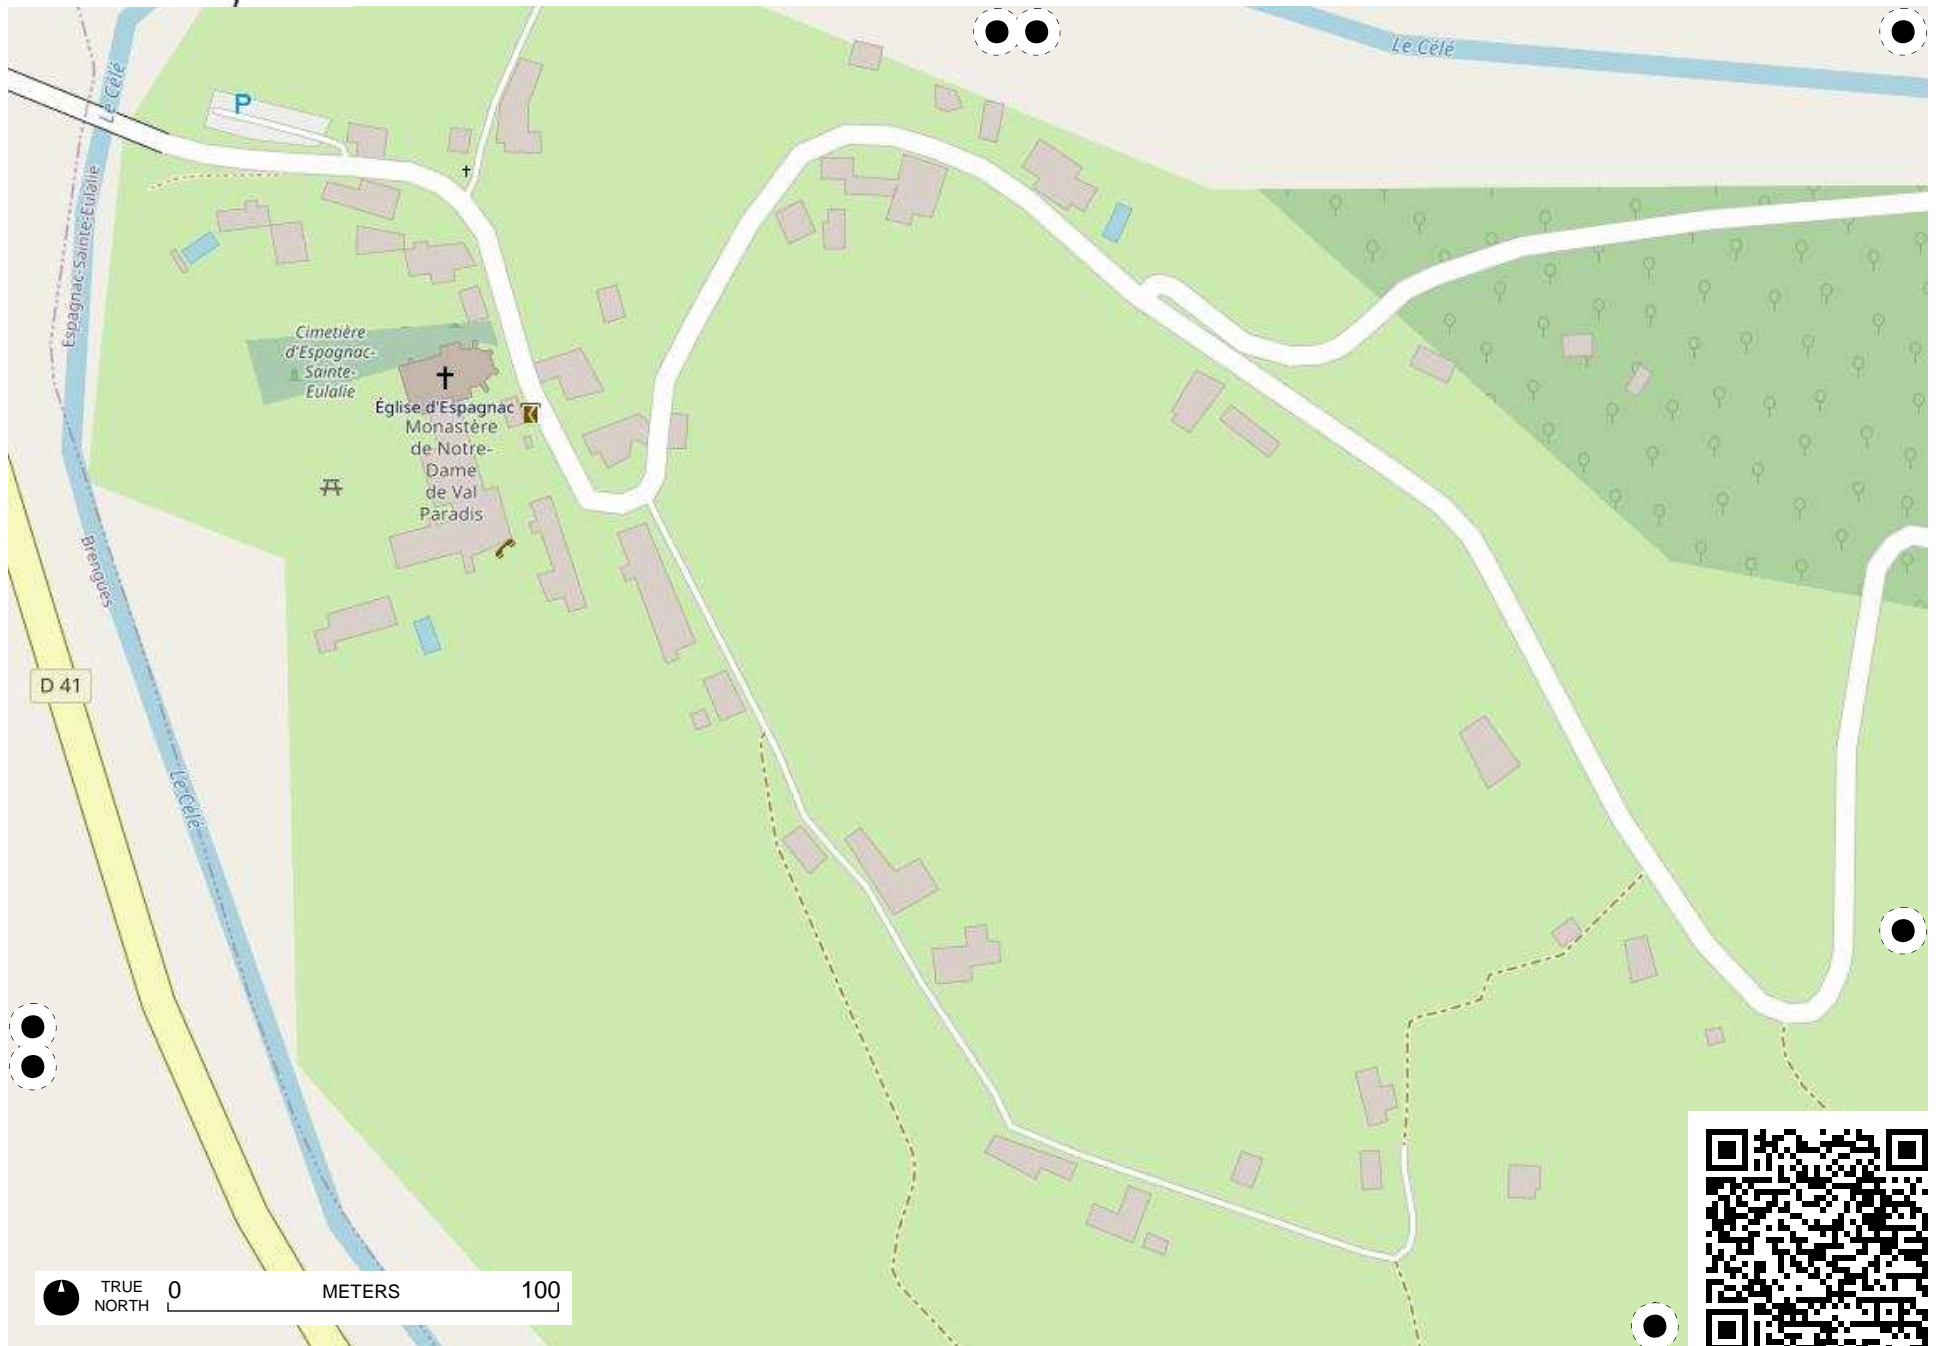 Le Célé
Le Célé
P
Espagnac-Sainte-Eulalie
Cimetière
d'Espognac-
Sainte-
Eulalie
Église d'Espagnac
Monastère
de Notre-
Dame
de Val
Paradis
Brengues
D 41
Le Célé
TRUE
NORTH
0 METERS 100